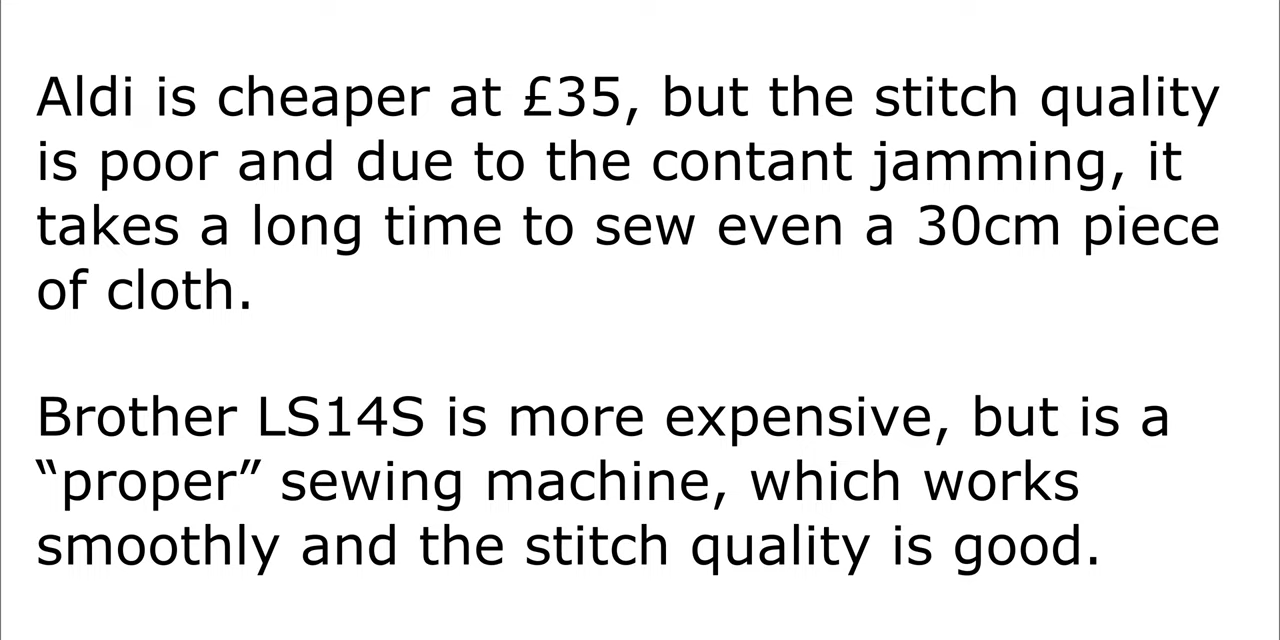 Aldi is cheaper at £35, but the stitch quality
is poor and due to the contant jamming, it
takes a long time to sew even a 30cm piece
of cloth.
Brother LS14S is more expensive, but is a
“proper” sewing machine, which works
smoothly and the stitch quality is good.